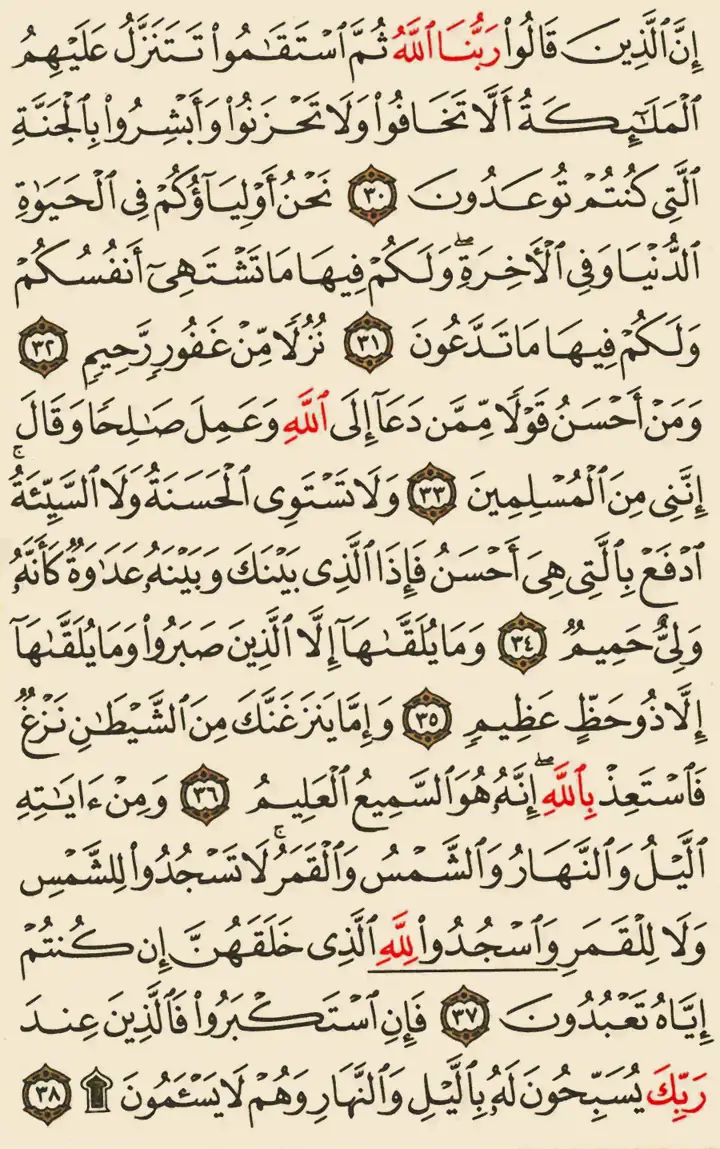 إِنَّ ٱلَّذِينَ قَالُوا۟ رَبُّنَا ٱللَّهُ ثُمَّ ٱسْتَقَـٰمُوا۟ تَتَنَزَّلُ عَلَيْهِمُ
ٱلْمَلَـٰٓئِكَةُ أَلَّا تَخَافُوا۟ وَلَا تَحْزَنُوا۟ وَأَبْشِرُوا۟ بِٱلْجَنَّةِ
ٱلَّتِى كُنتُمْ تُوعَدُونَ ٣٠ نَحْنُ أَوْلِيَآؤُكُمْ فِى ٱلْحَيَوٰةِ
ٱلدُّنْيَا وَفِى ٱلْأَخِرَةِ ۖ وَلَكُمْ فِيهَا مَا تَشْتَهِىٓ أَنفُسُكُمْ
وَلَكُمْ فِيهَا مَا تَدَّعُونَ ٣١ نُزُلًا مِّنْ غَفُورٍ رَّحِيمٍ ٣٢
وَمَنْ أَحْسَنُ قَوْلًا مِّمَّن دَعَآ إِلَى ٱللَّهِ وَعَمِلَ صَـٰلِحًا وَقَالَ
إِنَّنِى مِنَ ٱلْمُسْلِمِينَ ٣٣ وَلَا تَسْتَوِى ٱلْحَسَنَةُ وَلَا ٱلسَّيِّئَةُ ۚ
ٱدْفَعْ بِٱلَّتِى هِىَ أَحْسَنُ فَإِذَا ٱلَّذِى بَيْنَكَ وَبَيْنَهُۥ عَدَٰوَةٌ كَأَنَّهُۥ
وَلِىٌّ حَمِيمٌ ٣٤ وَمَا يُلَقَّىٰهَآ إِلَّا ٱلَّذِينَ صَبَرُوا۟ وَمَا يُلَقَّىٰهَآ
إِلَّا ذُو حَظٍّ عَظِيمٍ ٣٥ وَإِمَّا يَنزَغَنَّكَ مِنَ ٱلشَّيْطَـٰنِ نَزْغٌ
فَٱسْتَعِذْ بِٱللَّهِ ۖ إِنَّهُۥ هُوَ ٱلسَّمِيعُ ٱلْعَلِيمُ ٣٦ وَمِنْ ءَايَـٰتِهِ
ٱلَّيْلُ وَٱلنَّهَارُ وَٱلشَّمْسُ وَٱلْقَمَرُ ۚ لَا تَسْجُدُوا۟ لِلشَّمْسِ
وَلَا لِلْقَمَرِ وَٱسْجُدُوا۟ لِلَّهِ ٱلَّذِى خَلَقَهُنَّ إِن كُنتُمْ
إِيَّاهُ تَعْبُدُونَ ٣٧ فَإِنِ ٱسْتَكْبَرُوا۟ فَٱلَّذِينَ عِندَ
رَبِّكَ يُسَبِّحُونَ لَهُۥ بِٱلَّيْلِ وَٱلنَّهَارِ وَهُمْ لَا يَسْـَٔمُونَ ۩ ٣٨